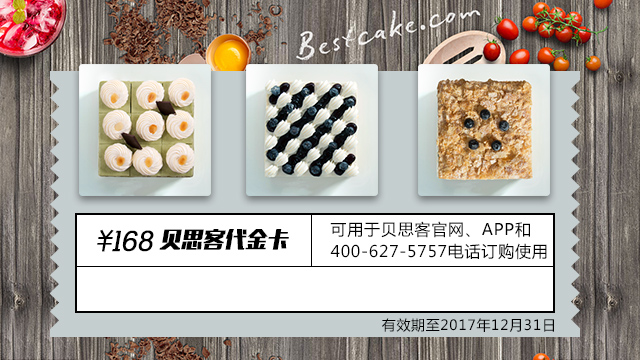 Bestcake.com
¥168 贝思客代金卡
可用于贝思客官网、APP和
400-627-5757电话订购使用
有效期至2017年12月31日